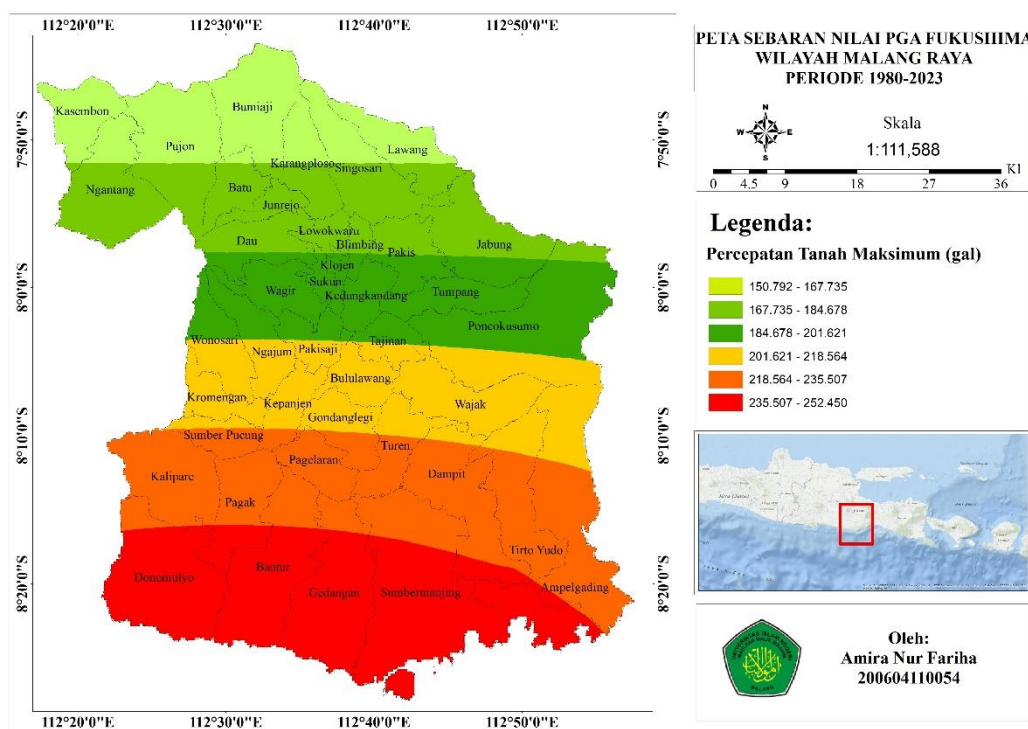 112°20'0"E 112°30'0"E 112°40'0"E 112°50'0"E
7°50'0"S
8°0'0"S
8°10'0"S
8°20'0"S
Kasembon
Bumiaji
Pujon
Lawang
Karangploso
Singosari
Ngantang
Batu
Junrejo
Lowokwaru
Dau
Blimbing
Pakis
Jabung
Klojen
Sukun
Wagir
Kedungkandang
Tumpang
Poncokusumo
Wonosari
Ngajum
Pakisaji
Tajinan
Bululawang
Kromengan
Kepanjen
Wajak
Gondanglegi
Sumber Pucung
Turen
Pagelaran
Kalipare
Dampit
Pagak
Tirto Yudo
Donomulyo
Bantur
Gedangan
Sumbermanjing
Ampelgading
7°50'0"S
8°0'0"S
8°10'0"S
8°20'0"S
112°20'0"E 112°30'0"E 112°40'0"E 112°50'0"E
PETA SEBARAN NILAI PGA FUKUSHIMA
WILAYAH MALANG RAYA
PERIODE 1980-2023
N
W E
S
Skala
1:111,588
0 4.5 9 18 27 36
Legenda:
Percepatan Tanah Maksimum (gal)
150.792 - 167.735
167.735 - 184.678
184.678 - 201.621
201.621 - 218.564
218.564 - 235.507
235.507 - 252.450
UNIVERSITAS ISLAM NEGERI
MALANG
Oleh:
Amira Nur Fariha
200604110054